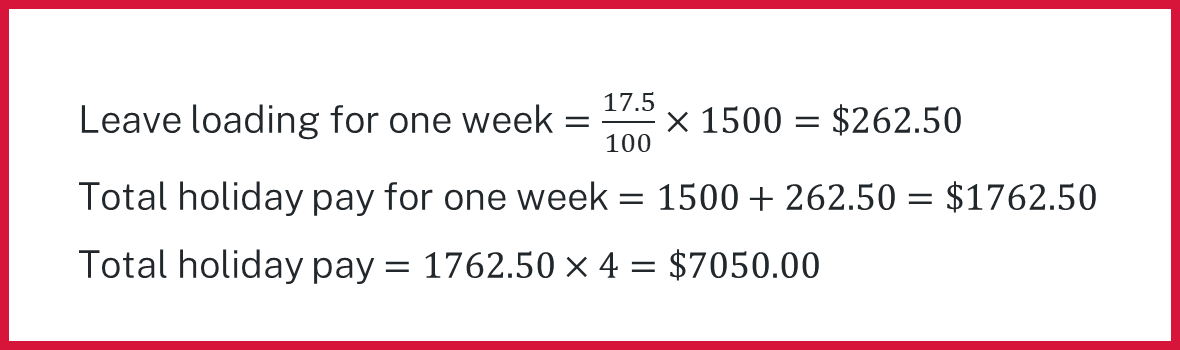 Leave loading for one week = 17.5/100 × 1500 = $262.50
Total holiday pay for one week = 1500 + 262.50 = $1762.50
Total holiday pay = 1762.50 × 4 = $7050.00